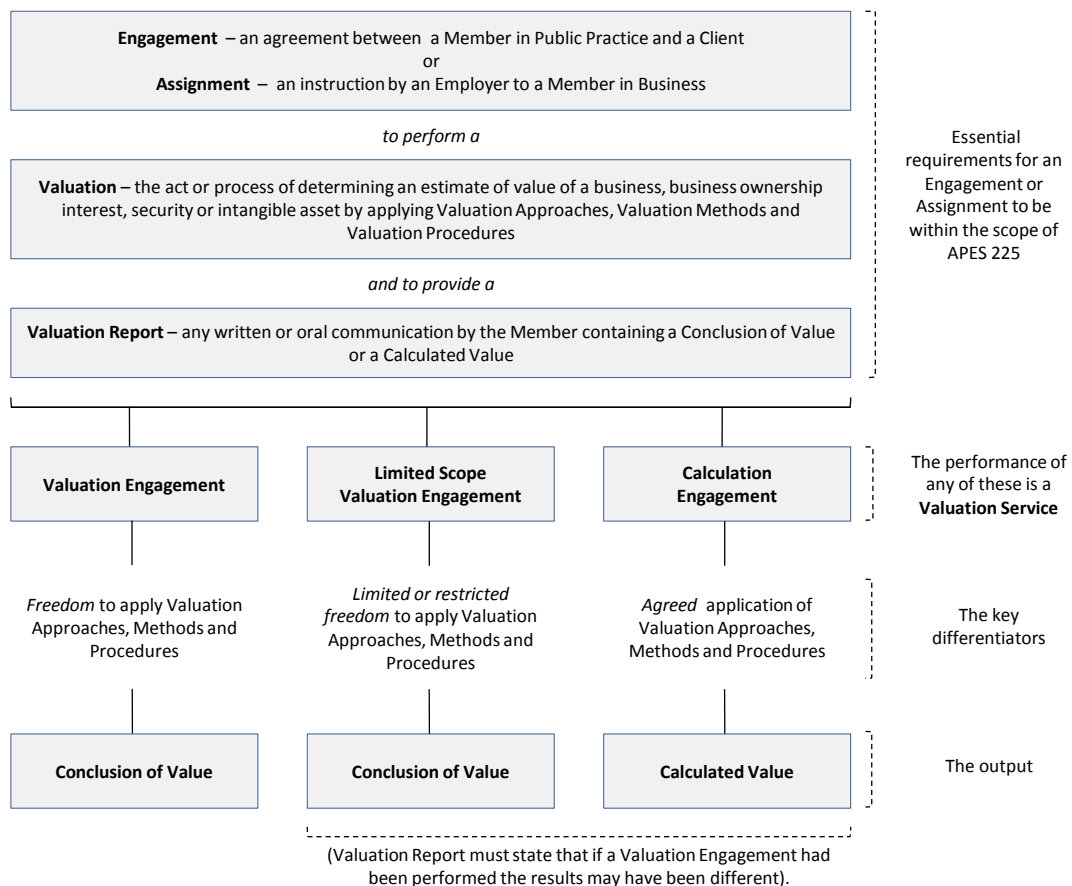 Engagement – an agreement between a Member in Public Practice and a Client
or
Assignment – an instruction by an Employer to a Member in Business
to perform a
Valuation – the act or process of determining an estimate of value of a business, business ownership
interest, security or intangible asset by applying Valuation Approaches, Valuation Methods and
Valuation Procedures
and to provide a
Valuation Report – any written or oral communication by the Member containing a Conclusion of Value
or a Calculated Value
Essential
requirements for an
Engagement or
Assignment to be
within the scope of
APES 225
Valuation Engagement
Limited Scope
Valuation Engagement
Calculation
Engagement
The performance of
any of these is a
Valuation Service
Freedom to apply Valuation
Approaches, Methods and
Procedures
Limited or restricted
freedom to apply Valuation
Approaches, Methods and
Procedures
Agreed application of
Valuation Approaches,
Methods and Procedures
The key
differentiators
Conclusion of Value
Conclusion of Value
Calculated Value
The output
(Valuation Report must state that if a Valuation Engagement had
been performed the results may have been different).